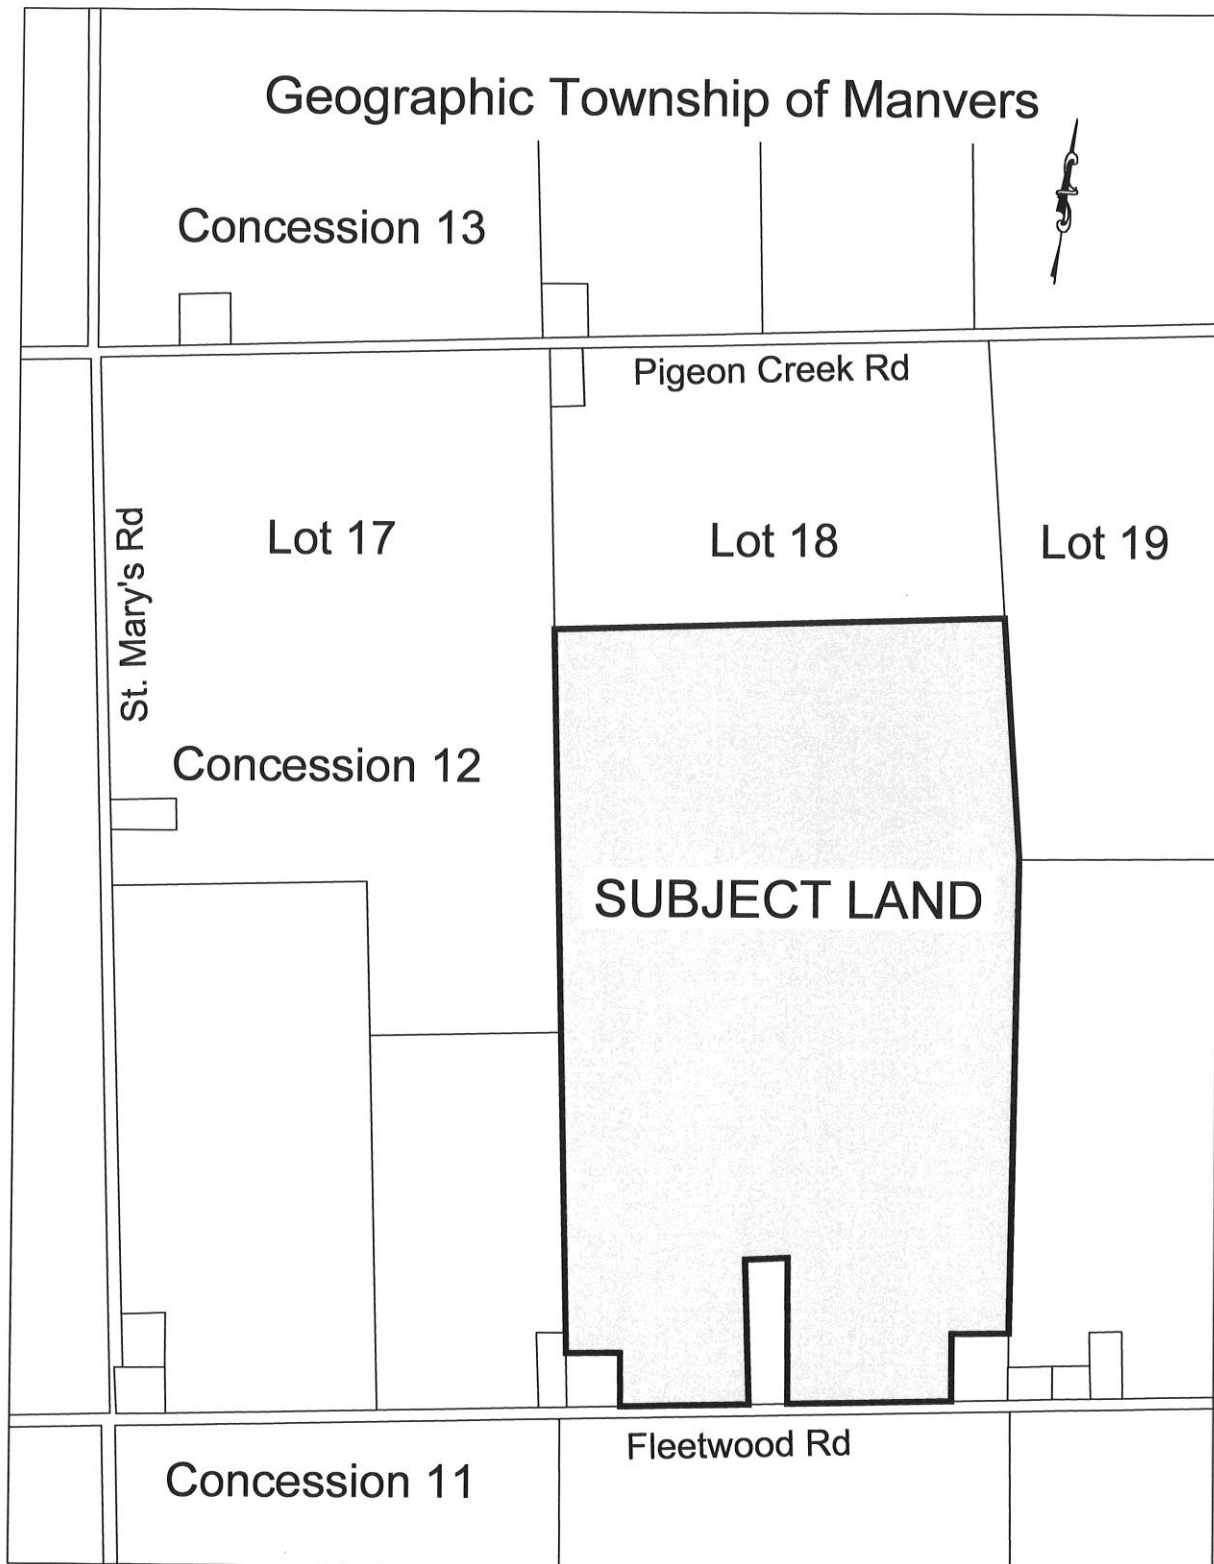 Geographic Township of Manvers
Concession 13
Pigeon Creek Rd
Lot 17
Lot 18
Lot 19
St. Mary's Rd
Concession 12
SUBJECT LAND
Fleetwood Rd
Concession 11